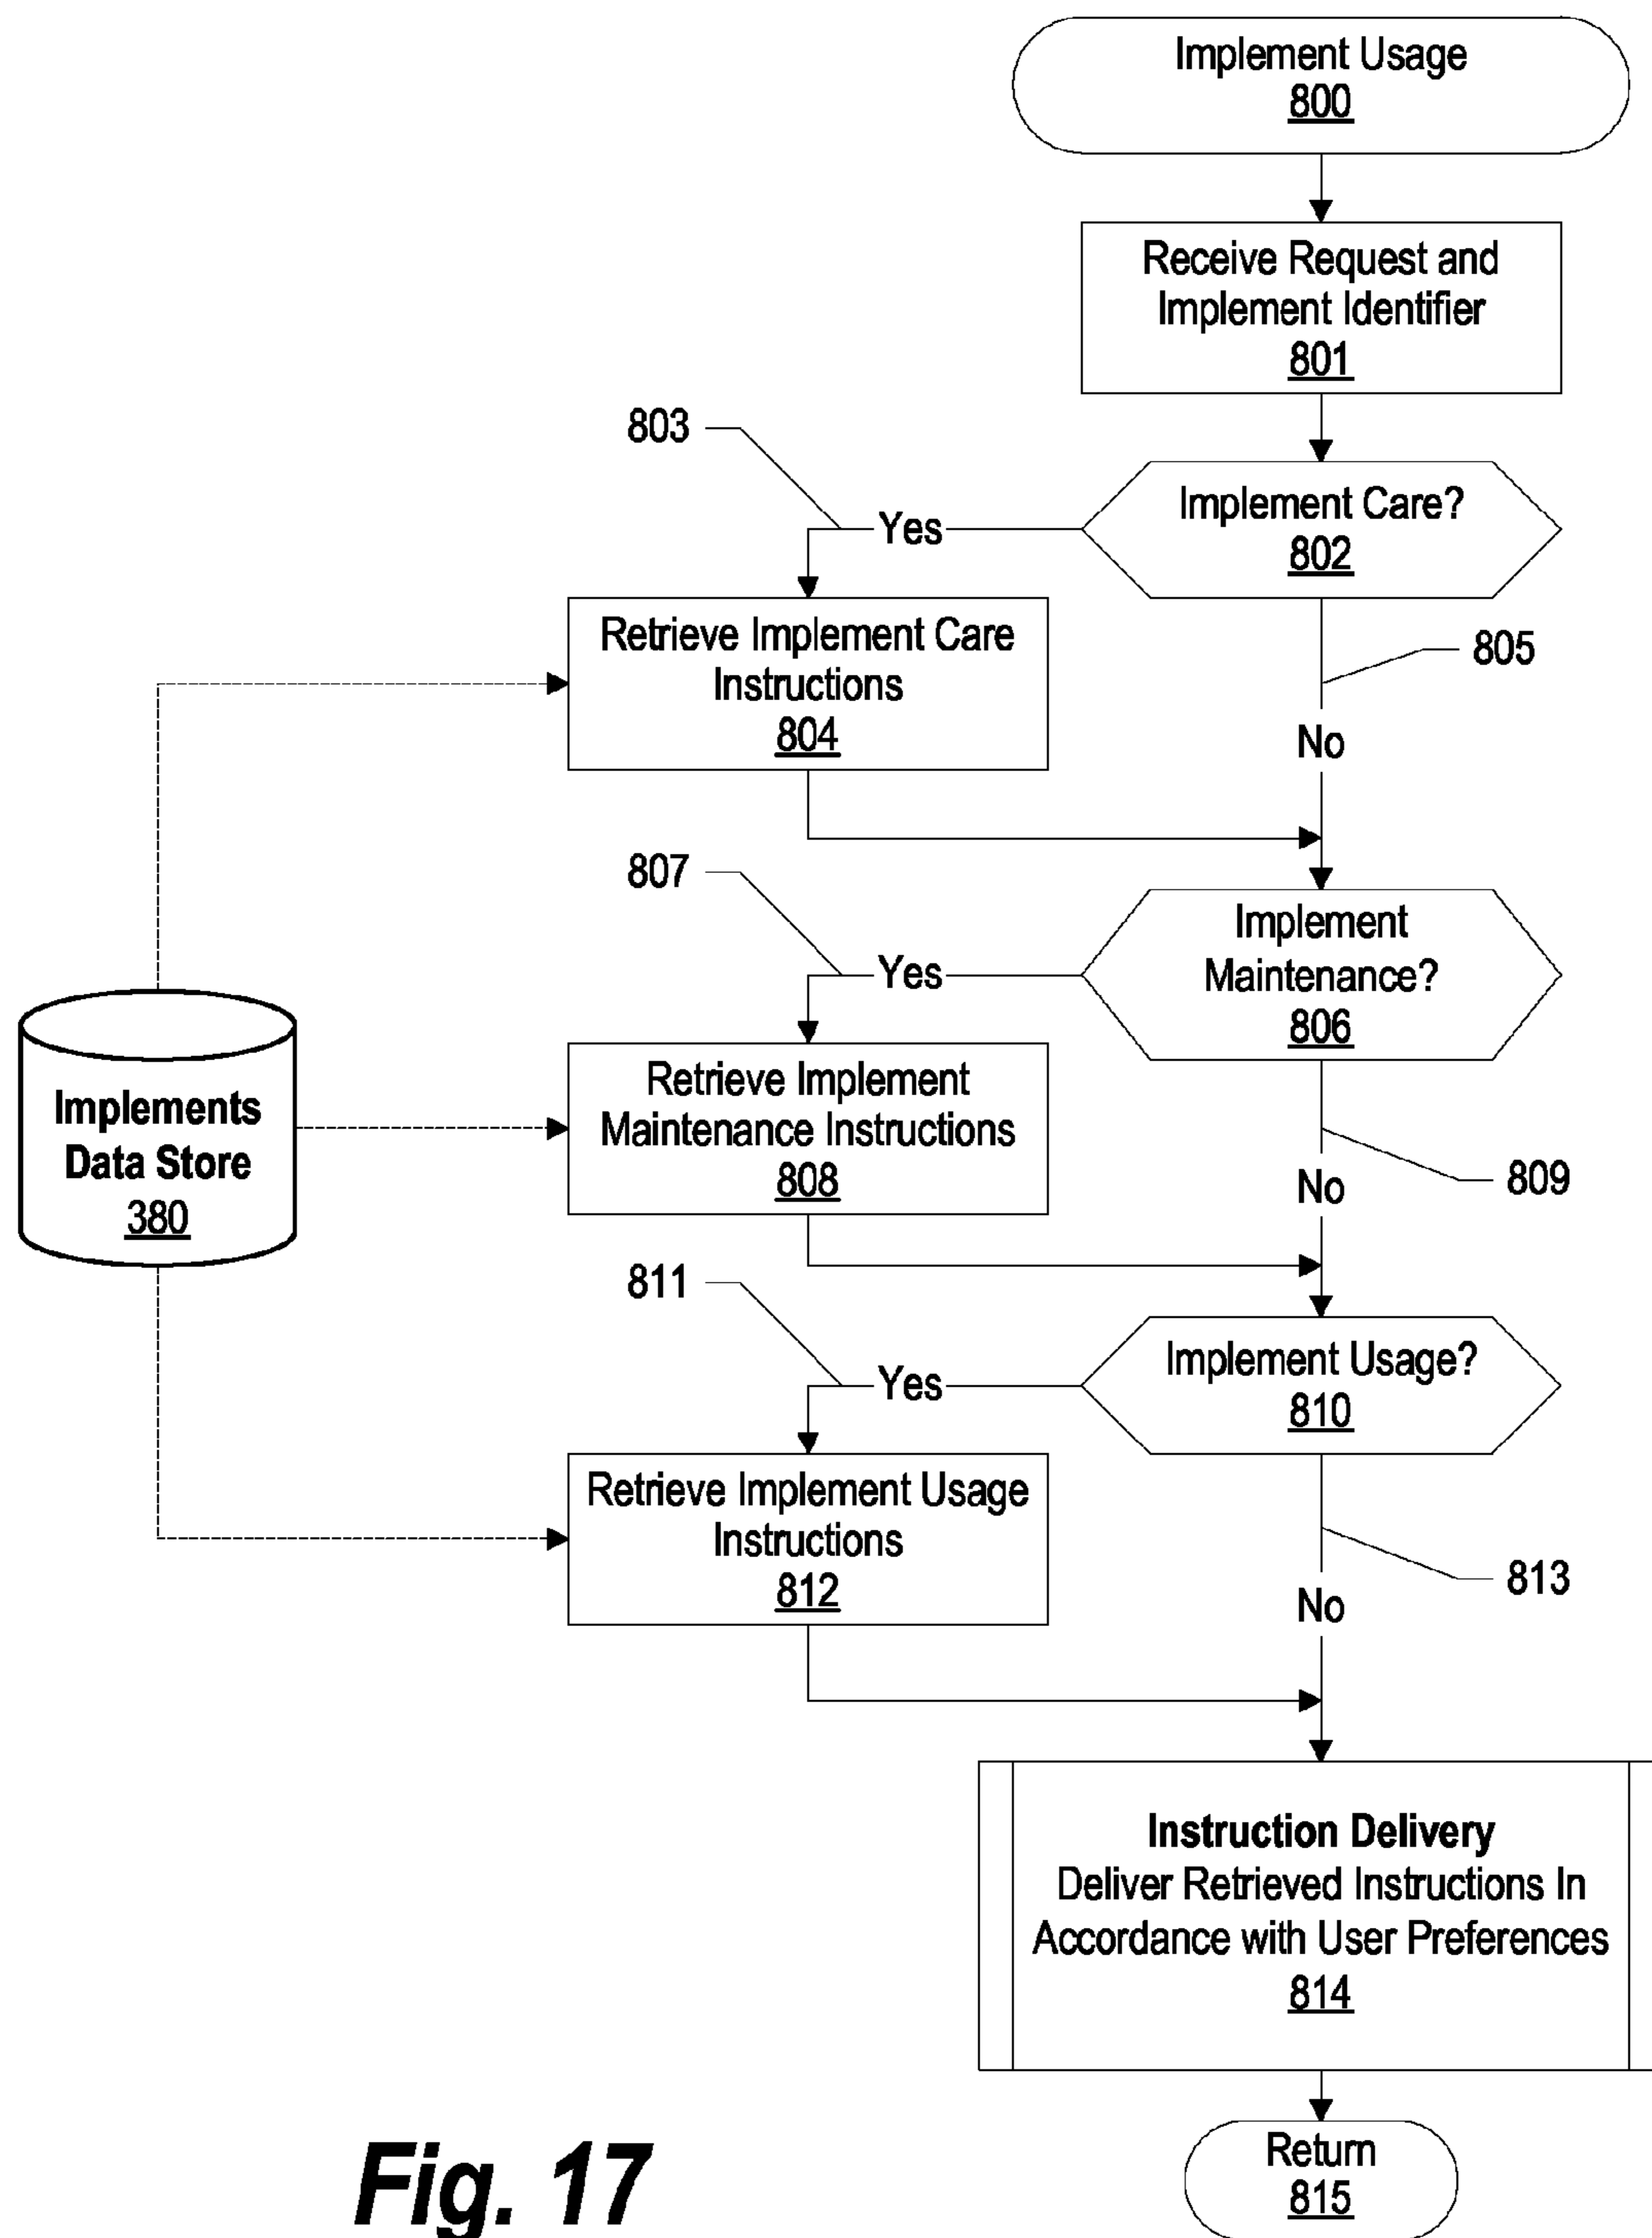 Implement Usage
800
Receive Request and
Implement Identifier
801
803
Implement Care?
802
Yes
Retrieve Implement Care
Instructions
804
805
No
807
Implement
Maintenance?
806
Yes
Implements
Data Store
380
Retrieve Implement
Maintenance Instructions
808
809
No
811
Implement Usage?
810
Yes
Retrieve Implement Usage
Instructions
812
813
No
Instruction Delivery
Deliver Retrieved Instructions In
Accordance with User Preferences
814
Return
815
Fig. 17